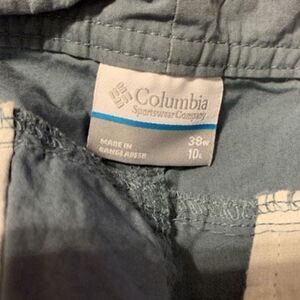 Columbia
Sportswear Company
MADE IN 38W
BANGLADESH 10L